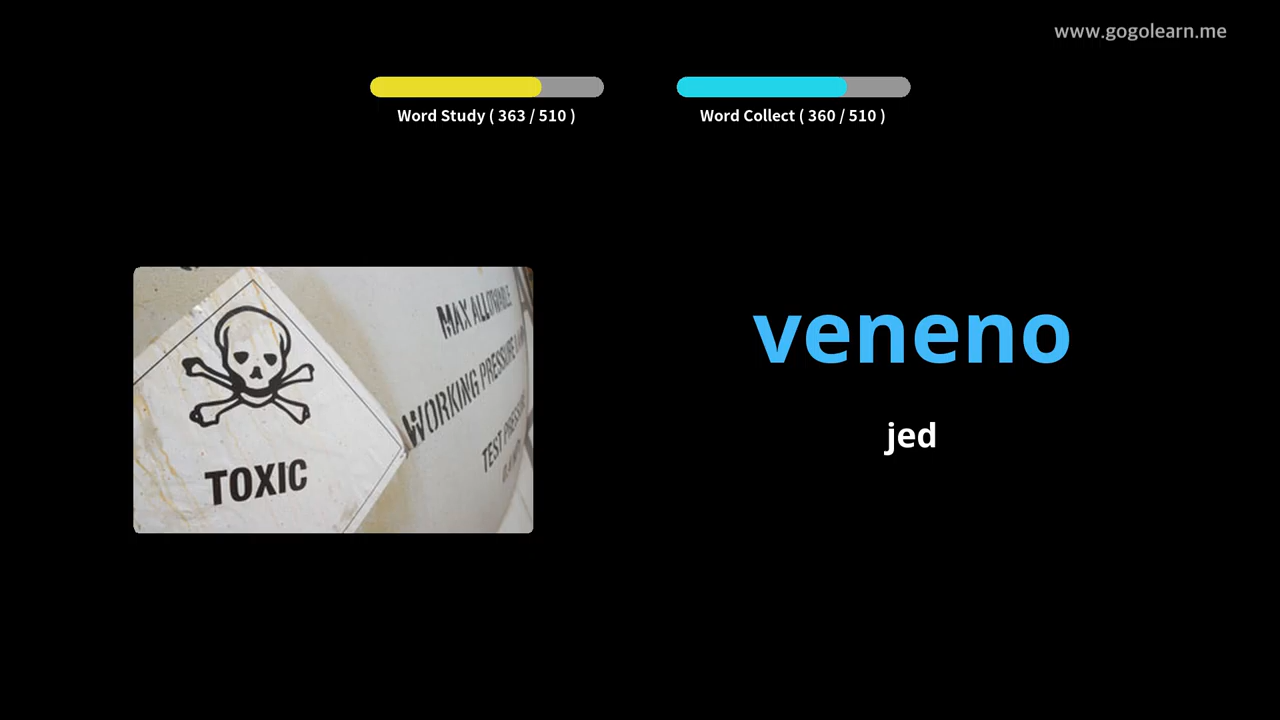 www.gogolearn.me
Word Study ( 363 / 510 )
Word Collect ( 360 / 510 )
veneno
jed
MAX ALLOWABLE
WORKING PRESSURE
TEST PRESSURE
TOXIC